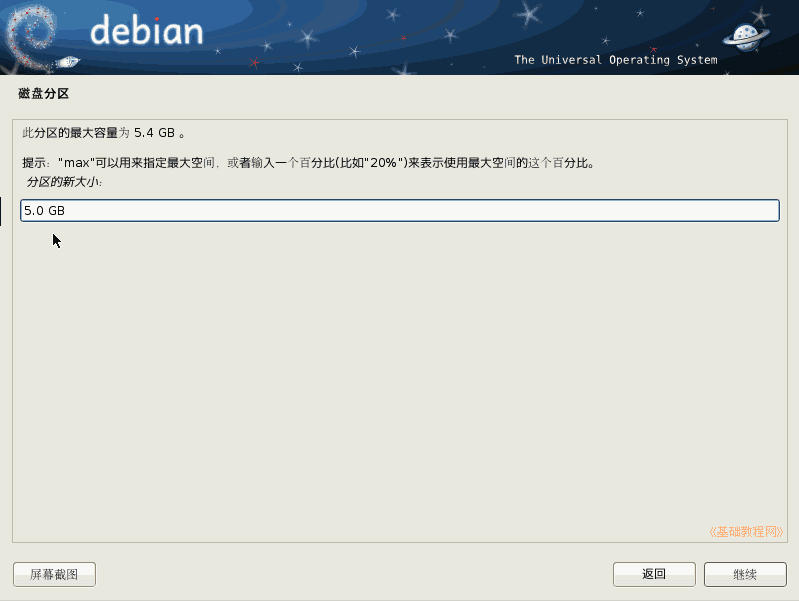 debian
The Universal Operating System
磁盘分区
此分区的最大容量为 5.4 GB 。
提示："max"可以用来指定最大空间，或者输入一个百分比(比如"20%")来表示使用最大空间的这个百分比。
分区的新大小:
5.0 GB
《基础教程网》
屏幕截图
返回
继续